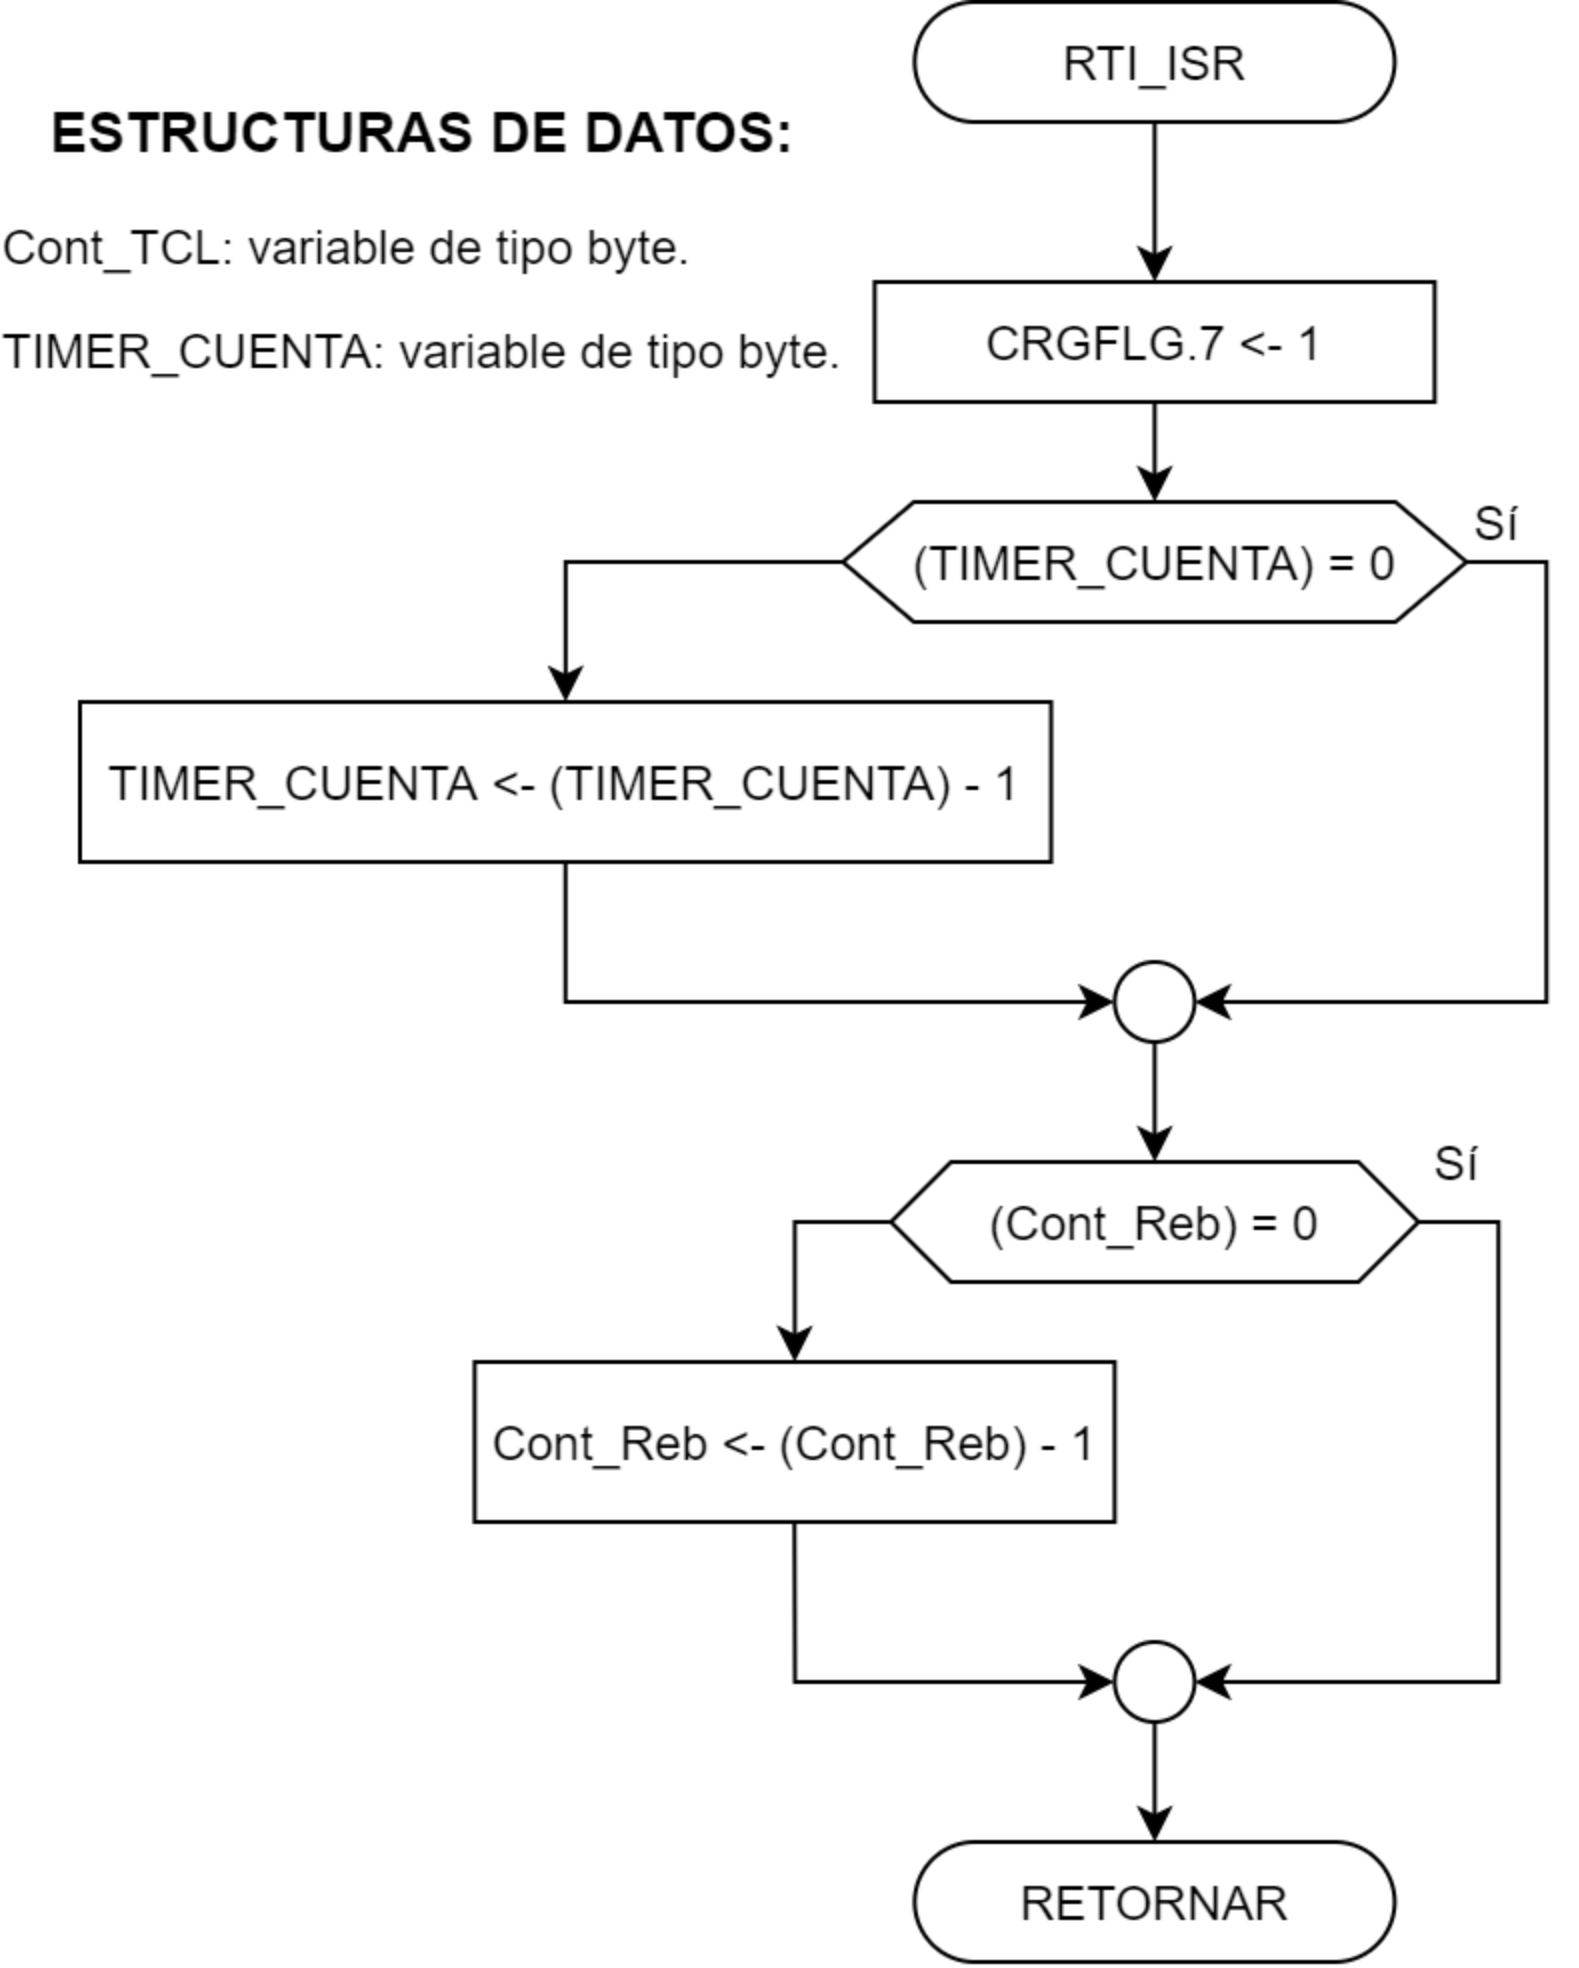 RTI_ISR
ESTRUCTURAS DE DATOS:
Cont_TCL: variable de tipo byte.
TIMER_CUENTA: variable de tipo byte.
CRGFLG.7 <- 1
(TIMER_CUENTA) = 0
Sí
TIMER_CUENTA <- (TIMER_CUENTA) - 1
(Cont_Reb) = 0
Sí
Cont_Reb <- (Cont_Reb) - 1
RETORNAR